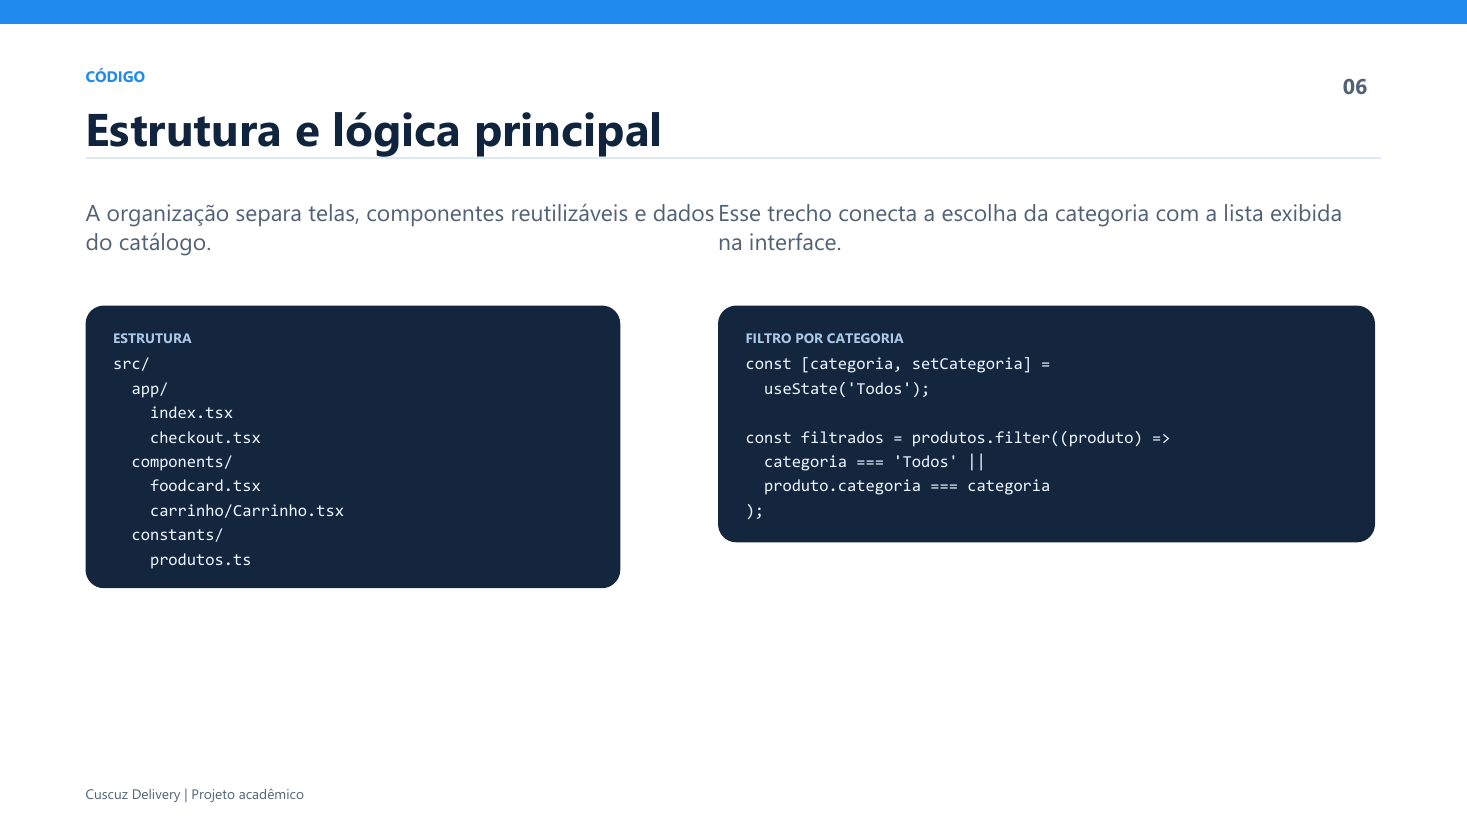 CÓDIGO
06
Estrutura e lógica principal
A organização separa telas, componentes reutilizáveis e dados
do catálogo.
Esse trecho conecta a escolha da categoria com a lista exibida
na interface.
ESTRUTURA
src/
  app/
    index.tsx
    checkout.tsx
  components/
    foodcard.tsx
    carrinho/Carrinho.tsx
  constants/
    produtos.ts
FILTRO POR CATEGORIA
const [categoria, setCategoria] =
  useState('Todos');

const filtrados = produtos.filter((produto) =>
  categoria === 'Todos' ||
  produto.categoria === categoria
);
Cuscuz Delivery | Projeto acadêmico